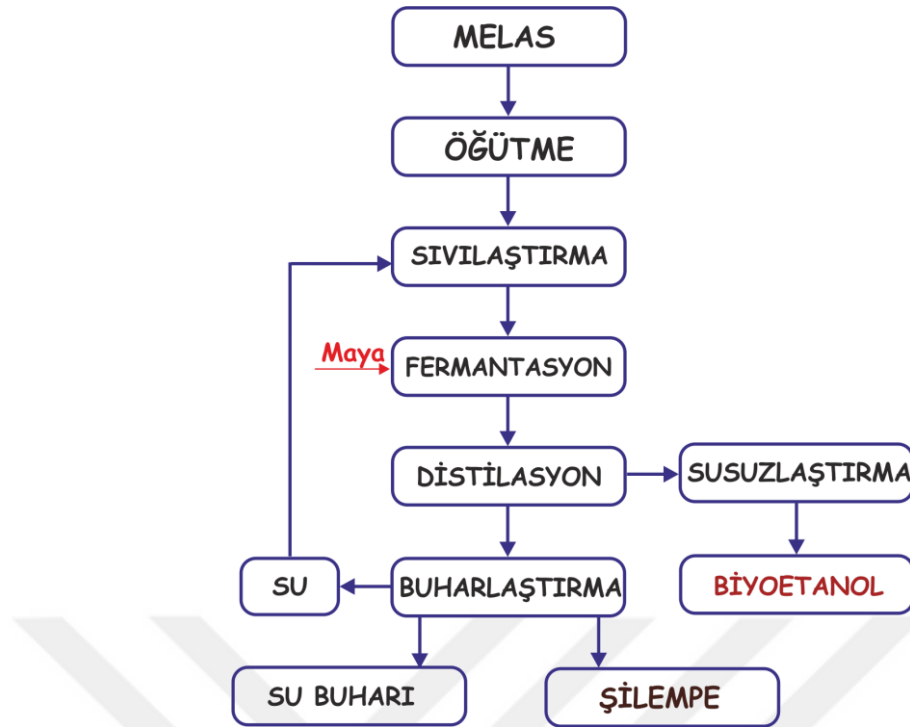 MELAS
ÖĞÜTME
SIVILAŞTIRMA
Maya
FERMANTASYON
DİSTİLASYON
SUSUZLAŞTIRMA
SU
BUHARLAŞTIRMA
BİYOETANOL
SU BUHARI
ŞİLEMPE